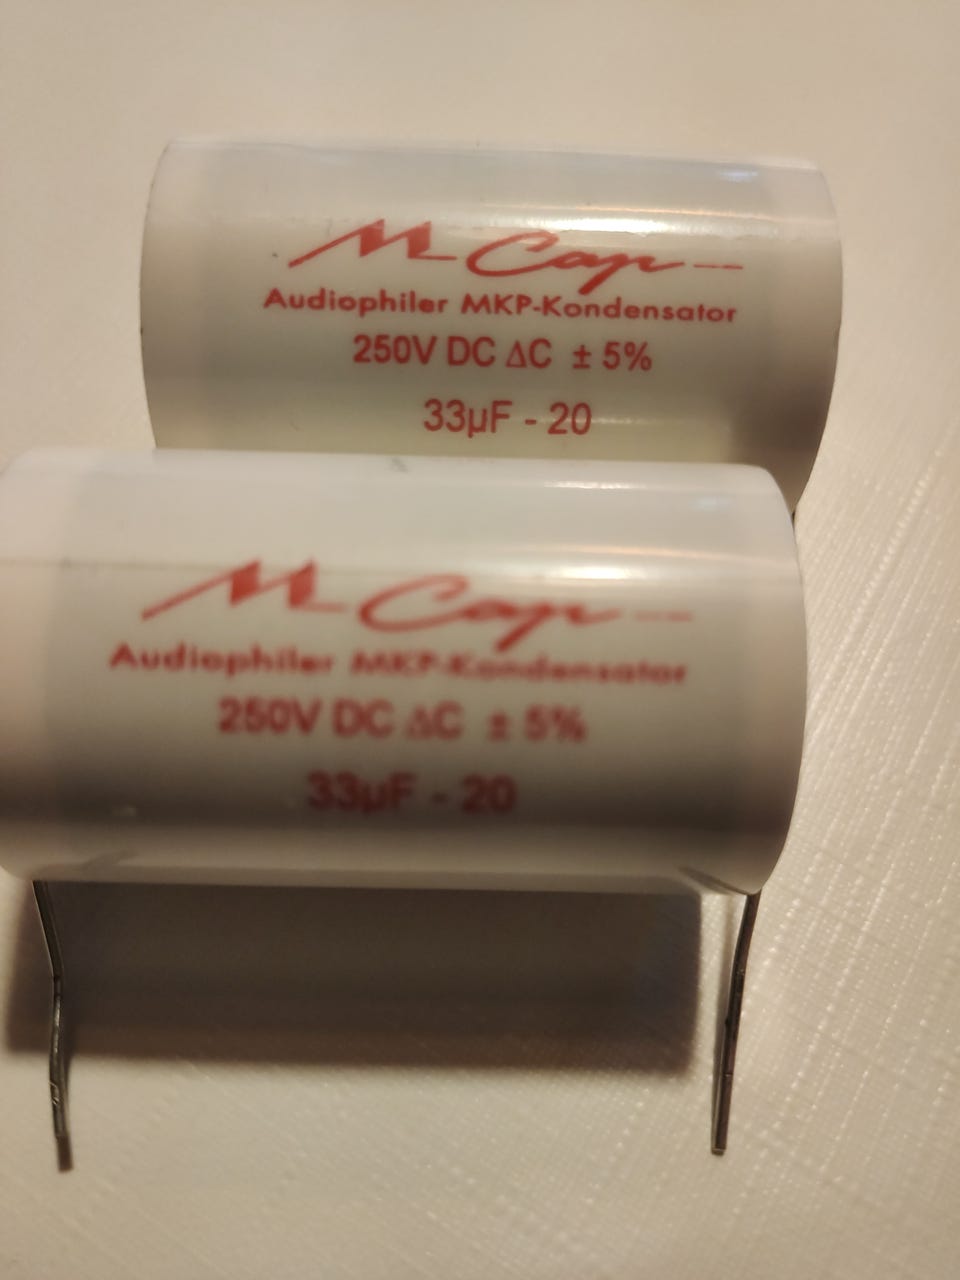 M Cap
Audiophiler MKP-Kondensator
250V DC ΔC ± 5%
33µF - 20
M Cap
Audiophiler MKP-Kondensator
250V DC ΔC ± 5%
33µF - 20